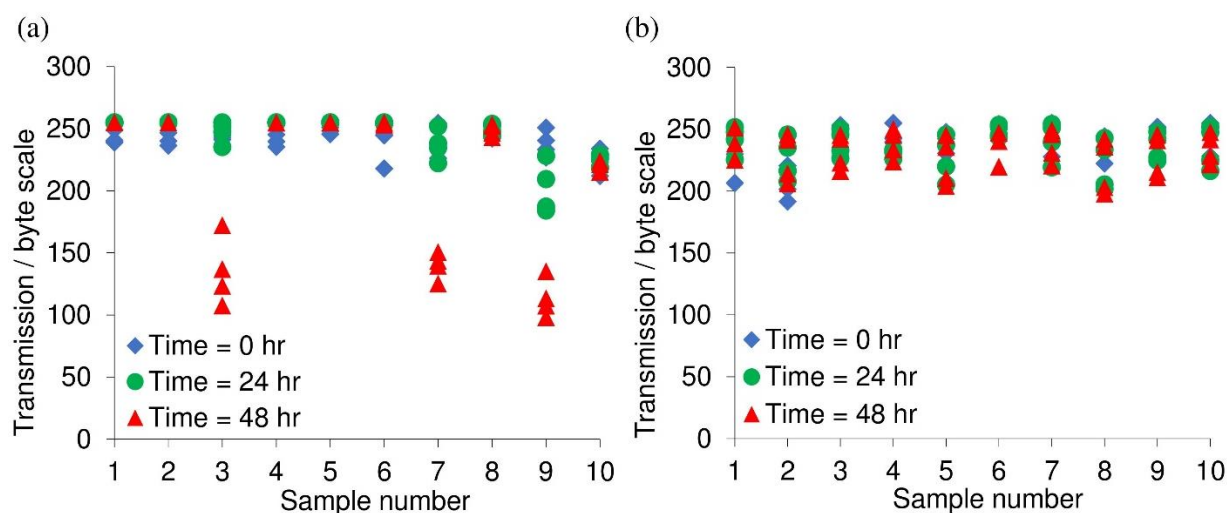 (a)
300
250
200
150
100
50
0
Transmission / byte scale
Time = 0 hr
Time = 24 hr
Time = 48 hr
1 2 3 4 5 6 7 8 9 10
Sample number
(b)
300
250
200
150
100
50
0
Transmission / byte scale
Time = 0 hr
Time = 24 hr
Time = 48 hr
1 2 3 4 5 6 7 8 9 10
Sample number